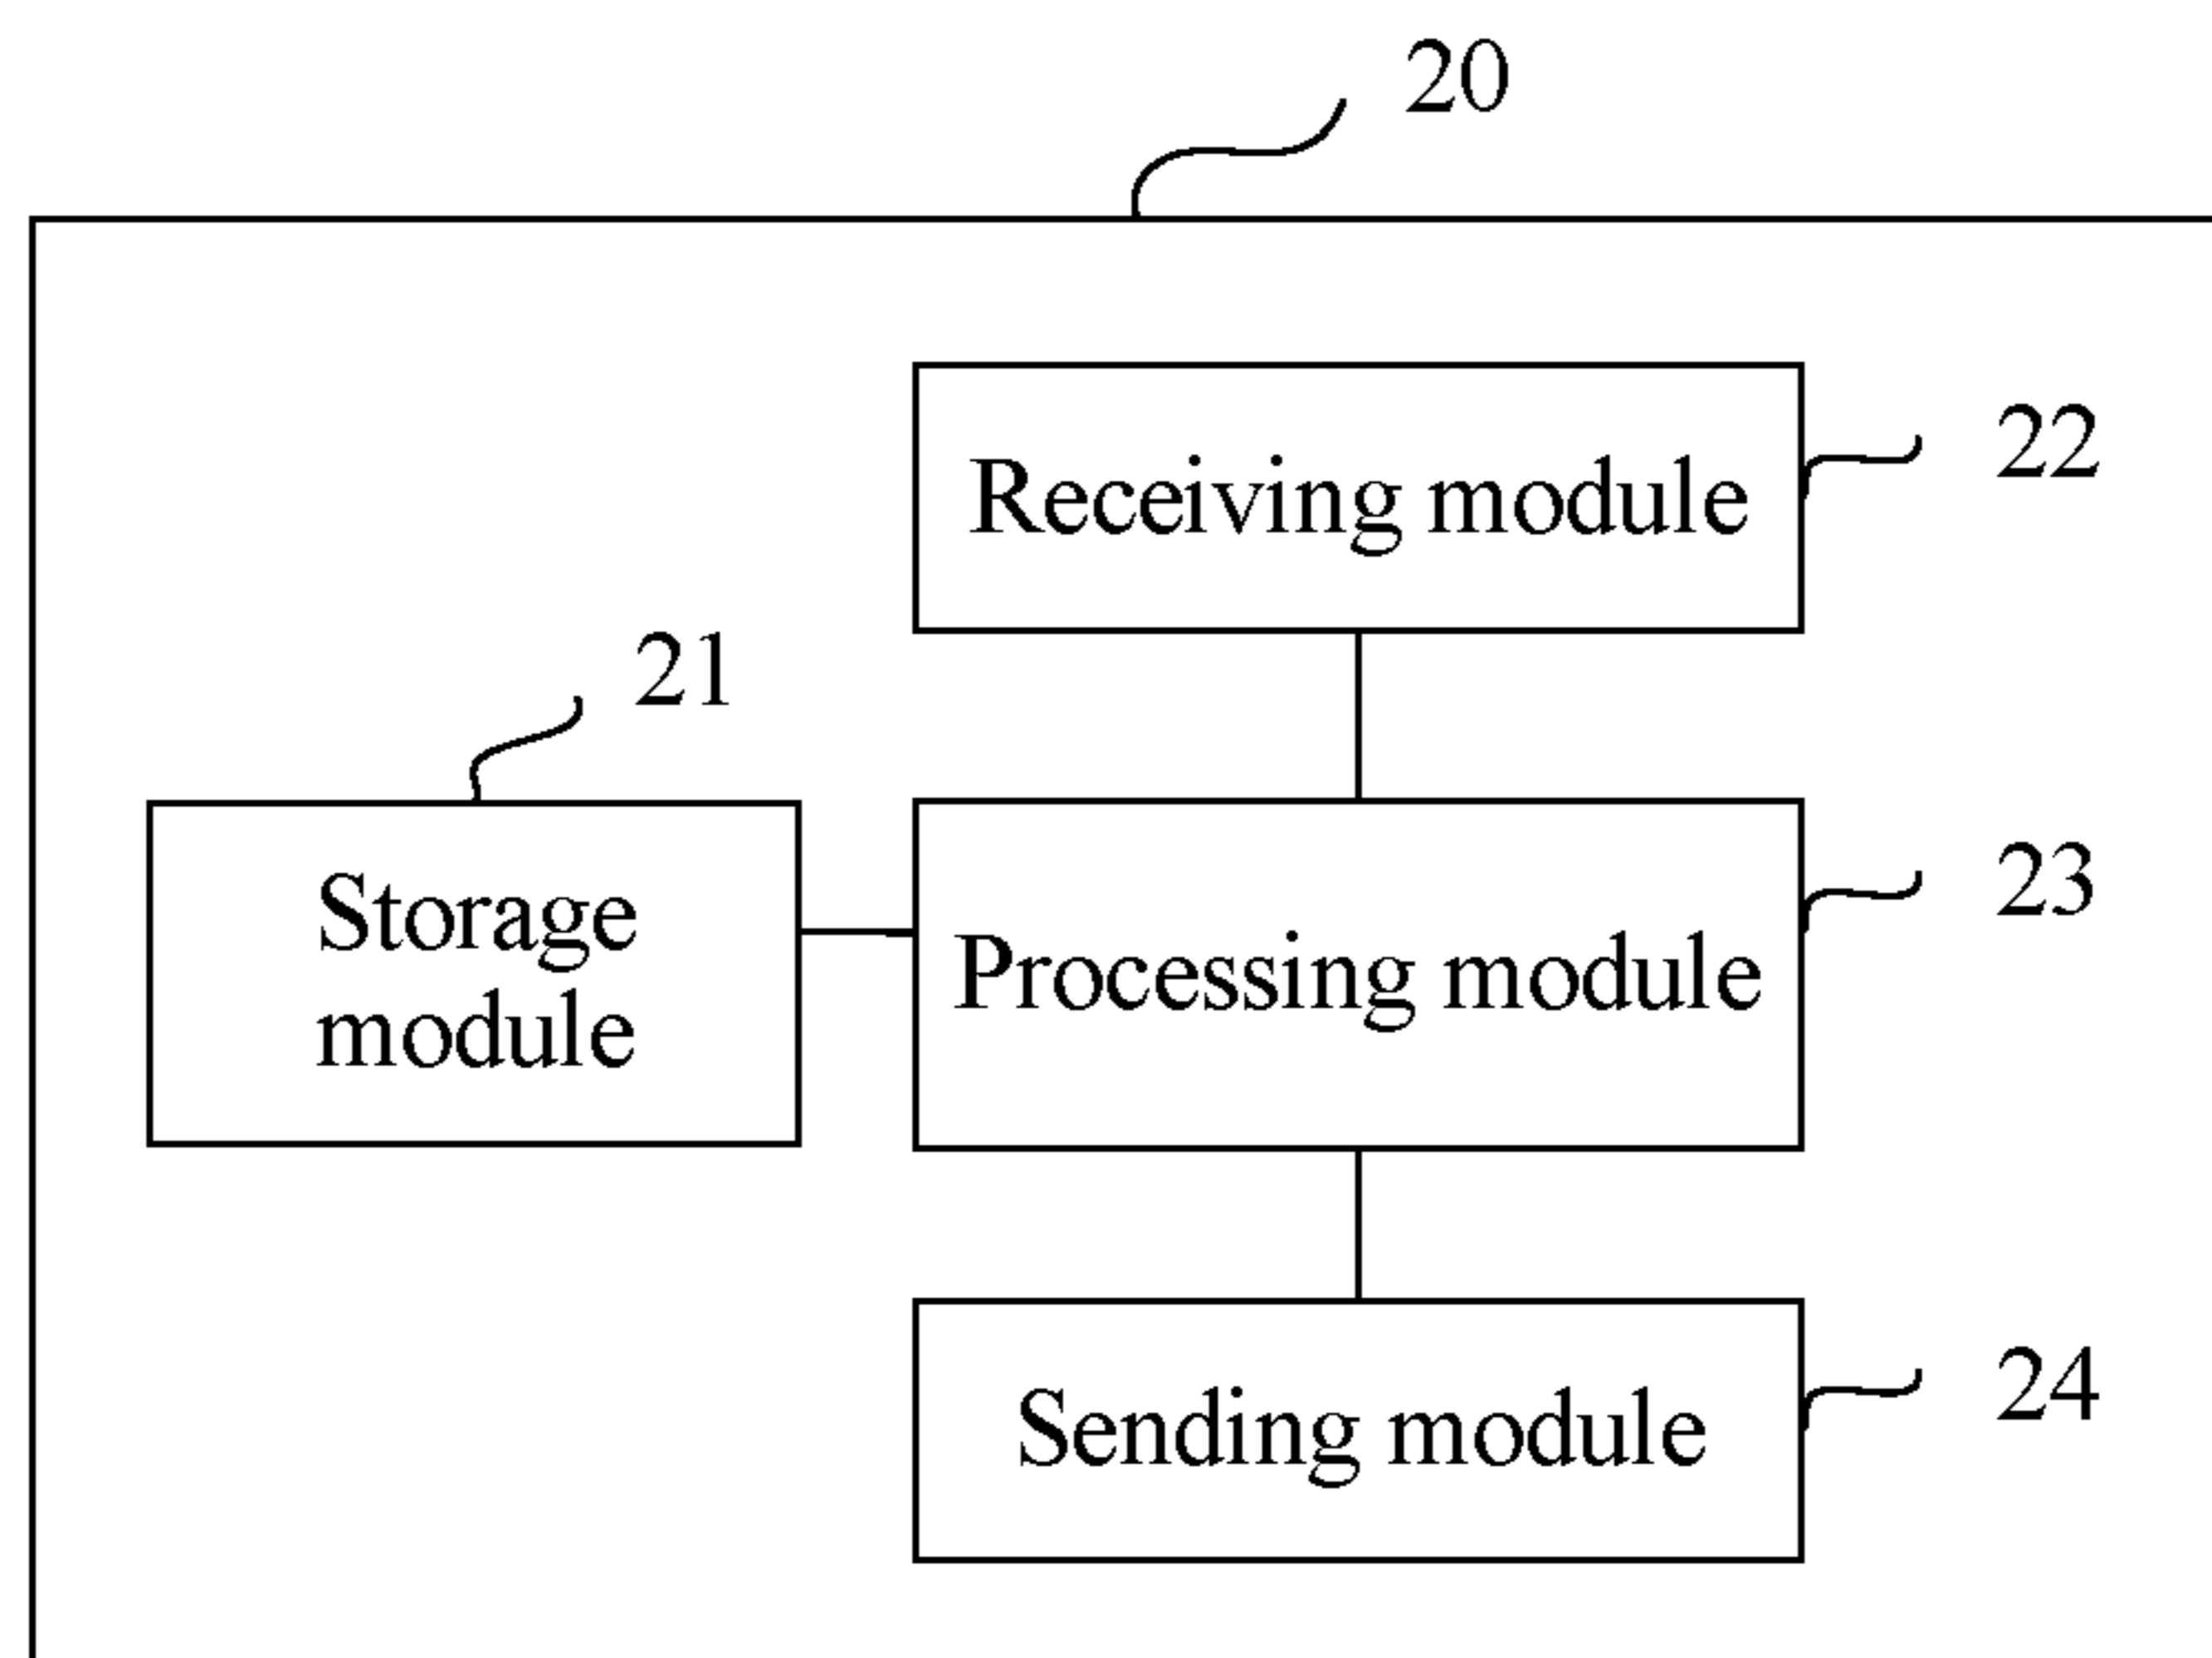 20
Receiving module
22
21
Storage
module
Processing module
23
Sending module
24